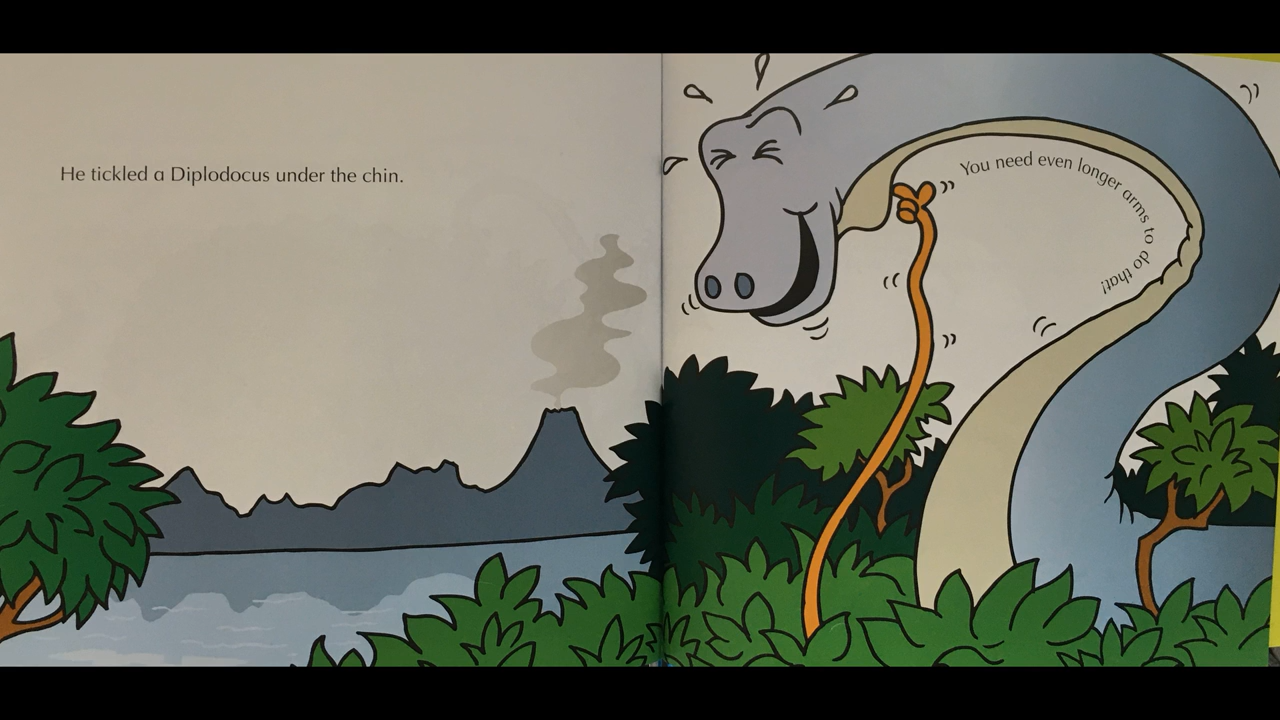 He tickled a Diplodocus under the chin.
You need even longer arms to do that!